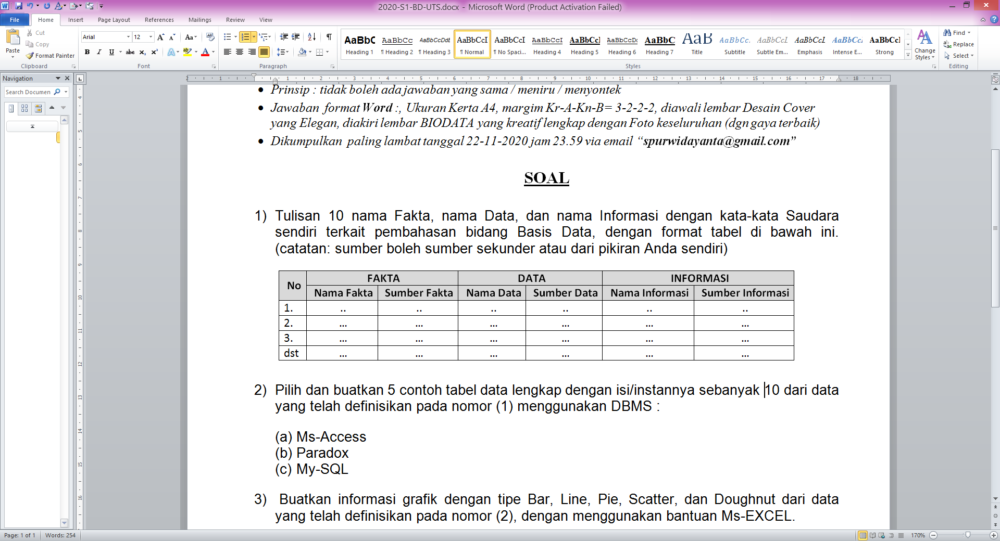 2020-S1-BD-UTS.docx - Microsoft Word (Product Activation Failed)
File Home Insert Page Layout References Mailings Review View
Paste Cut Copy Format Painter Clipboard
Arial 12 Font
Paragraph
AaBbC AaBbCc AaBbCcDdE AaBbCcI AaBbCcI AaBbCcI AaBbCcI AaBbCcDc AaBbC AaB AaBbCc. AaBbCcL AaBbCcL AaBbCcI AaBbCcI
Heading 1 ¶ Heading 2 ¶ Heading 3 ¶ Normal ¶ No Spaci... Heading 4 Heading 5 Heading 6 Heading 7 Title Subtitle Subtle Em... Emphasis Intense E... Strong
Styles
Change Styles
Find Replace Select Editing
Navigation
Search Documen
• Prinsip : tidak boleh ada jawaban yang sama / meniru / menyontek
• Jawaban format Word :, Ukuran Kerta A4, margim Kr-A-Kn-B= 3-2-2-2, diawali lembar Desain Cover
yang Elegan, diakiri lembar BIODATA yang kreatif lengkap dengan Foto keseluruhan (dgn gaya terbaik)
• Dikumpulkan paling lambat tanggal 22-11-2020 jam 23.59 via email “spurwidayanta@gmail.com”
SOAL
1) Tulisan 10 nama Fakta, nama Data, dan nama Informasi dengan kata-kata Saudara
sendiri terkait pembahasan bidang Basis Data, dengan format tabel di bawah ini.
(catatan: sumber boleh sumber sekunder atau dari pikiran Anda sendiri)
No FAKTA DATA INFORMASI
Nama Fakta Sumber Fakta Nama Data Sumber Data Nama Informasi Sumber Informasi
1. .. .. .. .. .. ..
2. ... ... ... ... ... ...
3. ... ... ... ... ... ...
dst ... ... ... ... ... ...
2) Pilih dan buatkan 5 contoh tabel data lengkap dengan isi/instannya sebanyak 10 dari data
yang telah definisikan pada nomor (1) menggunakan DBMS :
(a) Ms-Access
(b) Paradox
(c) My-SQL
3) Buatkan informasi grafik dengan tipe Bar, Line, Pie, Scatter, dan Doughnut dari data
yang telah definisikan pada nomor (2), dengan menggunakan bantuan Ms-EXCEL.
Page: 1 of 1 Words: 254 170%